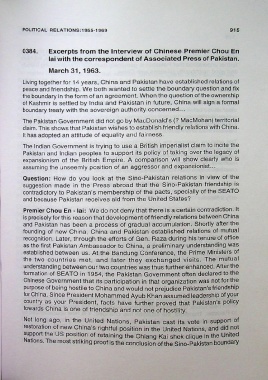 POLITICAL RELATIONS:1950-1969 915
0384. Excerpts from the Interview of Chinese Premier Chou En
lai with the correspondent of Associated Press of Pakistan.
March 31, 1963.
Living together for 14 years, China and Pakistan have established relations of
peace and friendship. We both wanted to settle the boundary question and fix
the boundary in the form of an agreement. When the question of the ownership
of Kashmir is settled by India and Pakistan in future, China will sign a formal
boundary treaty with the sovereign authority concerned....
The Pakistan Government did not go by MacDonald's (? MacMohan) territorial
claim. This shows that Pakistan wishes to establish friendly relations with China.
It has adopted an attitude of equality and fairness.
The Indian Government is trying to use a British imperialist claim to incite the
Pakistan and Indian peoples to support its policy of taking over the legacy of
expansionism of the British Empire. A comparison will show clearly who is
assuming the unseemly position of an aggressor and expansionist....
Question: How do you look at the Sino-Pakistan relations in view of the
suggestion made in the Press abroad that the Sino-Pakistan friendship is
contradictory to Pakistan's membership of the pacts, specially of the SEATO
and because Pakistan receives aid from the United States?
Premier Chou En - lai: We do not deny that there is a certain contradiction. It
is precisely for this reason that development of friendly relations between China
and Pakistan has been a process of gradual accumulation. Shortly after the
founding of new China, China and Pakistan established relations of mutual
recognition. Later, through the efforts of Gen. Raza during his tenure of office
as the first Pakistan Ambassador to China, a preliminary understanding was
established between us. At the Bandung Conference, the Prime Ministers of
the two countries met, and later they exchanged visits. The mutual
understanding between our two countries was thus further enhanced. After the
formation of SEATO in 1954, the Pakistan Government often declared to the
Chinese Government that its participation in that organization was not for the
purpose of being hostile to China and would not prejudice Pakistan's friendship
for China. Since President Mohammed Ayub Khan assumed leadership of your
country as your President, facts have further proved that Pakistan's policy
towards China is one of friendship and not one of hostility.
Not long ago, in the United Nations, Pakistan cast its vote in support of
restoration of new China's rightful position in the United Nations, and did not
support the US position of retaining the Chiang Kai shek clique in the United
Nations. The most striking proof is the conclusion of the Sino-Pakistan boundary